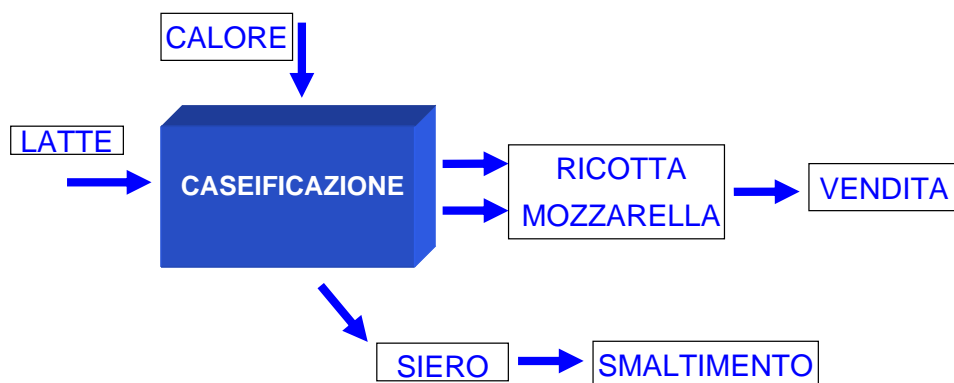 CALORE
LATTE
CASEIFICAZIONE
RICOTTA
MOZZARELLA
VENDITA
SIERO
SMALTIMENTO